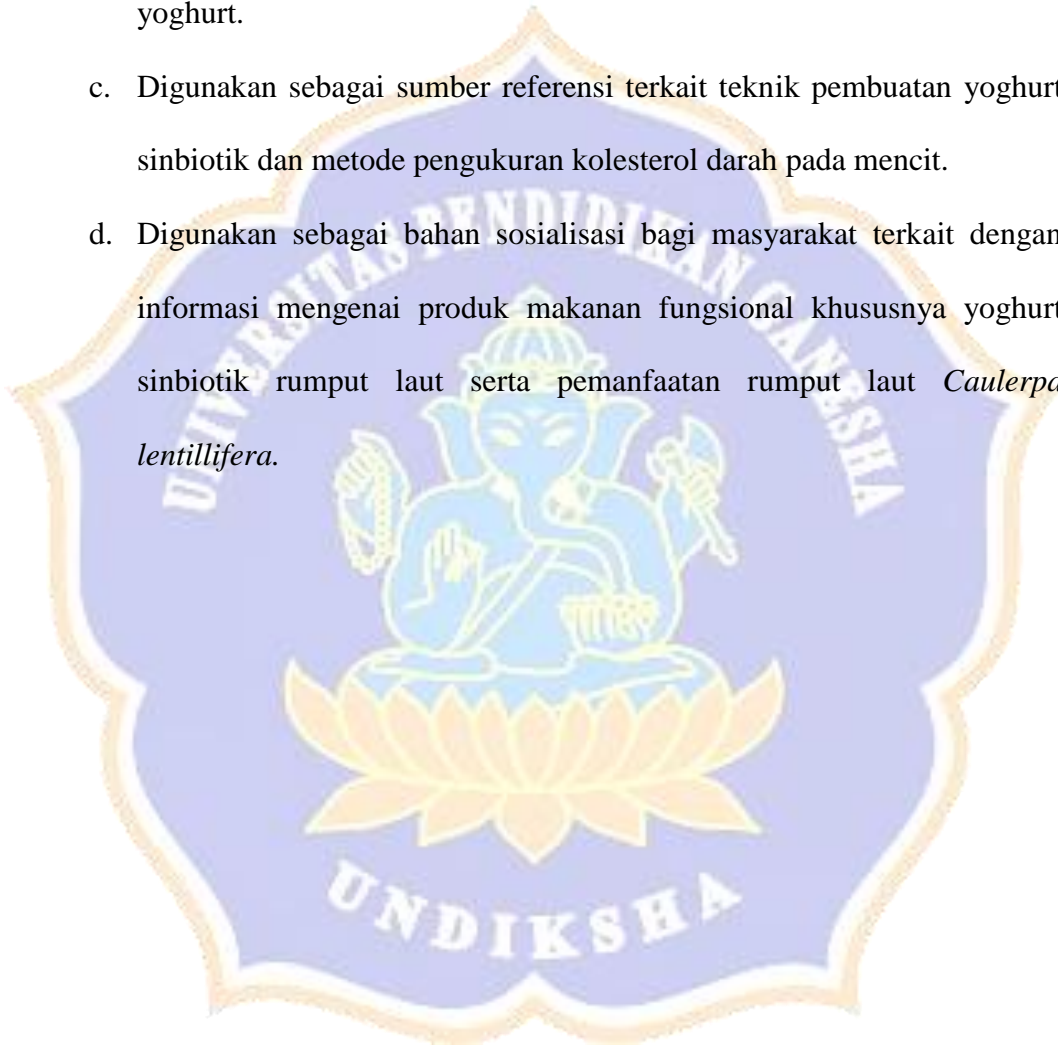 yoghurt.
c. Digunakan sebagai sumber referensi terkait teknik pembuatan yoghurt
sinbiotik dan metode pengukuran kolesterol darah pada mencit.
d. Digunakan sebagai bahan sosialisasi bagi masyarakat terkait dengan
informasi mengenai produk makanan fungsional khususnya yoghurt
sinbiotik rumput laut serta pemanfaatan rumput laut Caulerpa
lentillifera.
UNIVERSITAS PENDIDIKAN GANESHA
UNDIKSHA